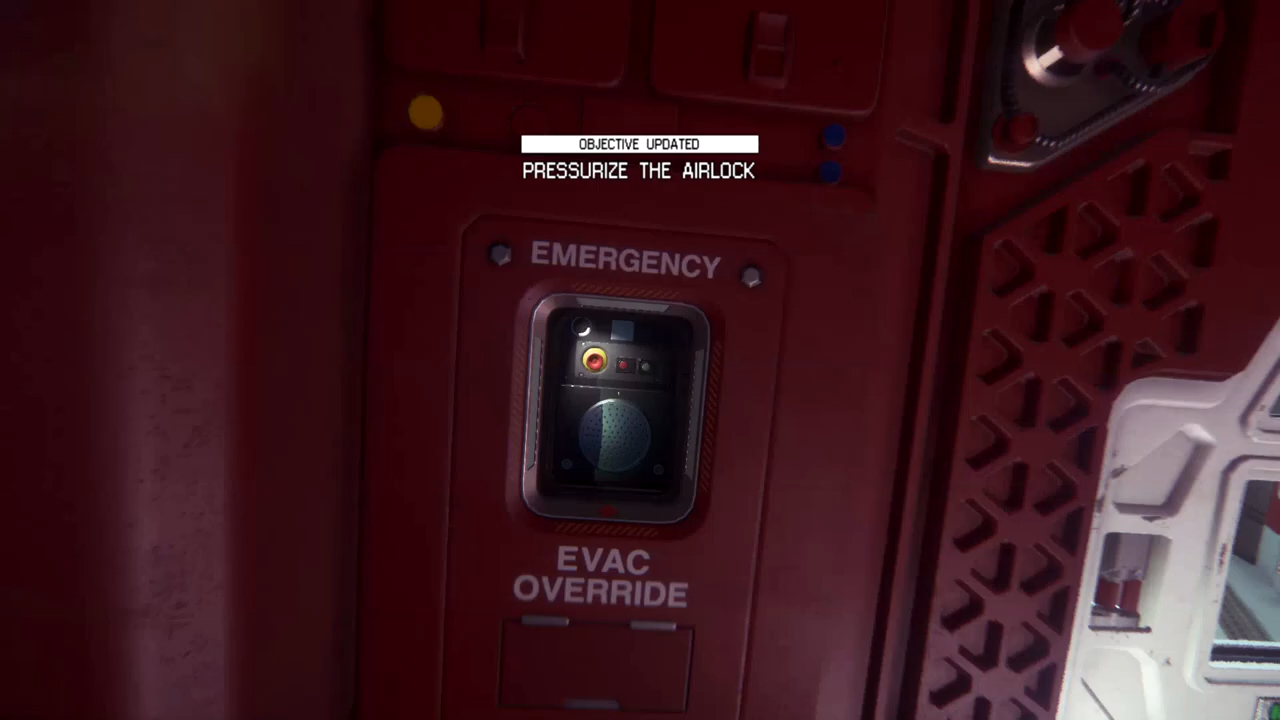 OBJECTIVE UPDATED
PRESSURIZE THE AIRLOCK
EMERGENCY
EVAC
OVERRIDE